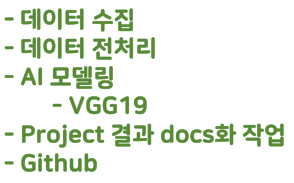 - 데이터 수집
- 데이터 전처리
- AI 모델링
- VGG19
- Project 결과 docs화 작업
- Github